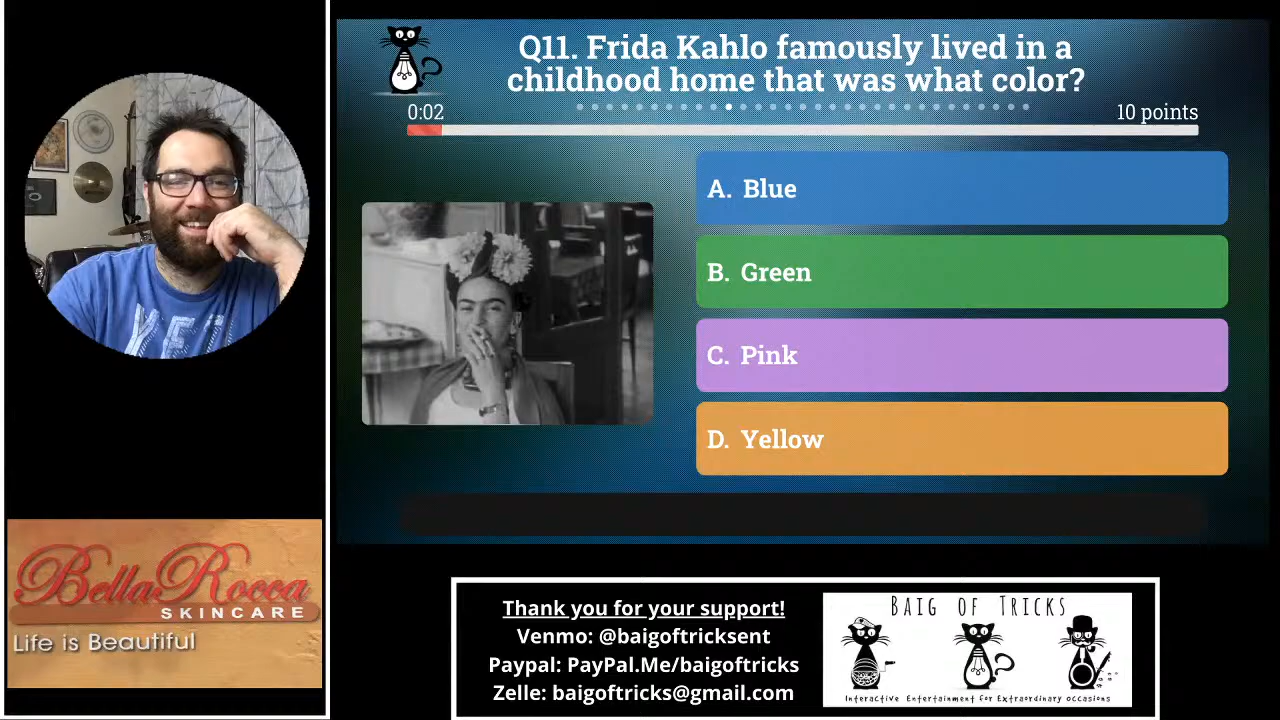 Q11. Frida Kahlo famously lived in a
childhood home that was what color?
0:02
10 points
A. Blue
B. Green
C. Pink
D. Yellow
BellaRocca
SKINCARE
Life is Beautiful
Thank you for your support!
Venmo: @baigoftricksent
Paypal: PayPal.Me/baigoftricks
Zelle: baigoftricks@gmail.com
BAIG OF TRICKS
Interactive Entertainment for Extraordinary occasions